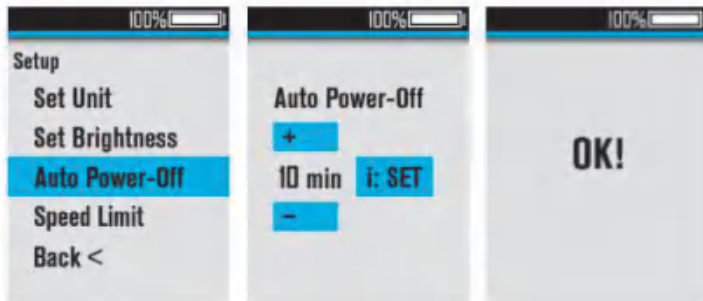 100%
Setup
Set Unit
Set Brightness
Auto Power-Off
Speed Limit
Back <
100%
Auto Power-Off
+
10 min i: SET
-
100%
OK!